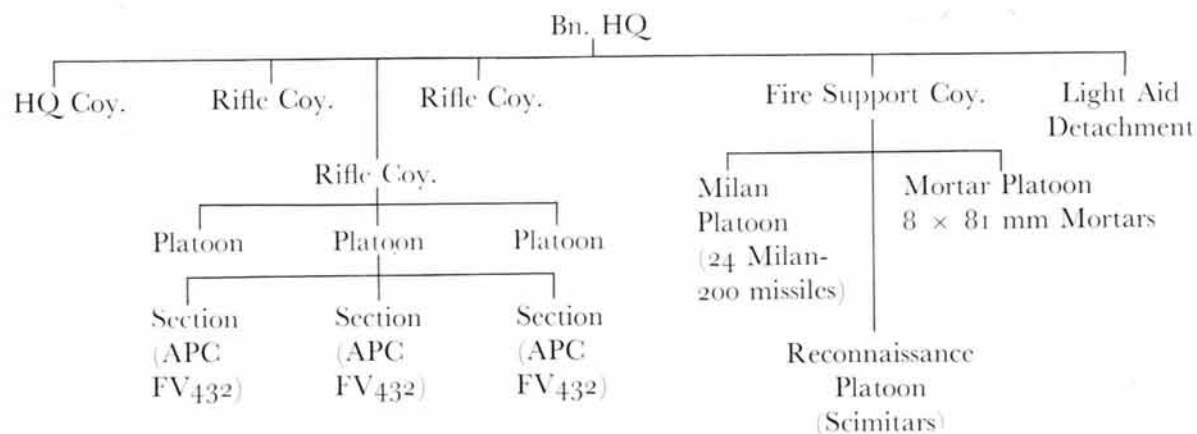 Bn. HQ
HQ Coy.
Rifle Coy.
Rifle Coy.
Fire Support Coy.
Light Aid
Detachment
Rifle Coy.
Platoon
Platoon
Platoon
Section
(APC
FV432)
Section
(APC
FV432)
Section
(APC
FV432)
Milan
Platoon
(24 Milan-
200 missiles)
Mortar Platoon
8 × 81 mm Mortars
Reconnaissance
Platoon
(Scimitars)